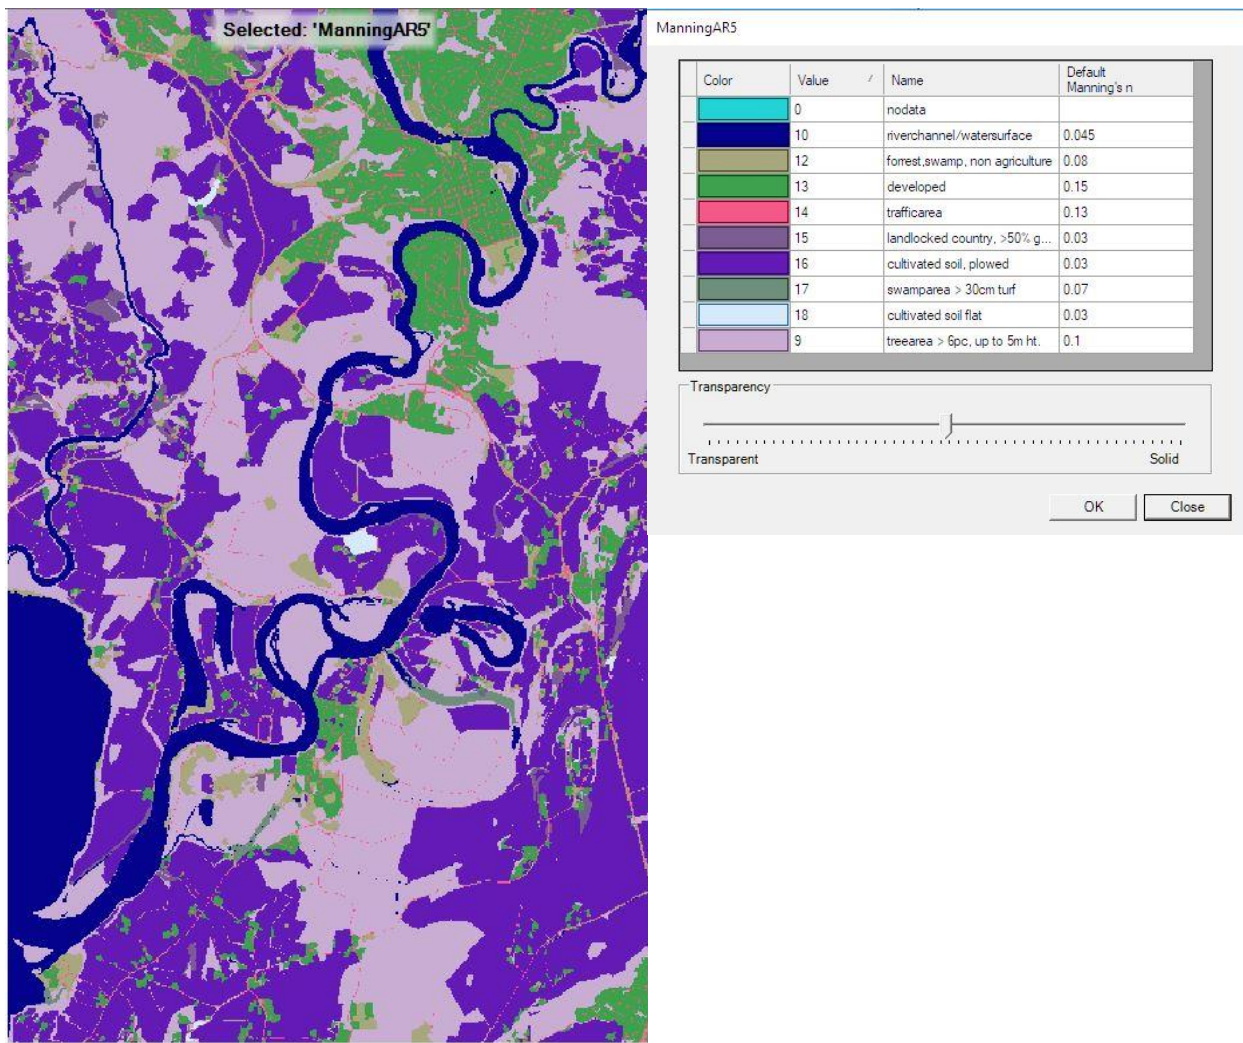 Selected: 'ManningAR5'
ManningAR5
Color Value Name Default Manning's n
0 nodata
10 riverchannel/watersurface 0.045
12 forrest,swamp, non agriculture 0.08
13 developed 0.15
14 trafficarea 0.13
15 landlocked country, >50% g... 0.03
16 cultivated soil, plowed 0.03
17 swamparea > 30cm turf 0.07
18 cultivated soil flat 0.03
9 treearea > 6pc, up to 5m ht. 0.1
Transparency
Transparent Solid
OK Close